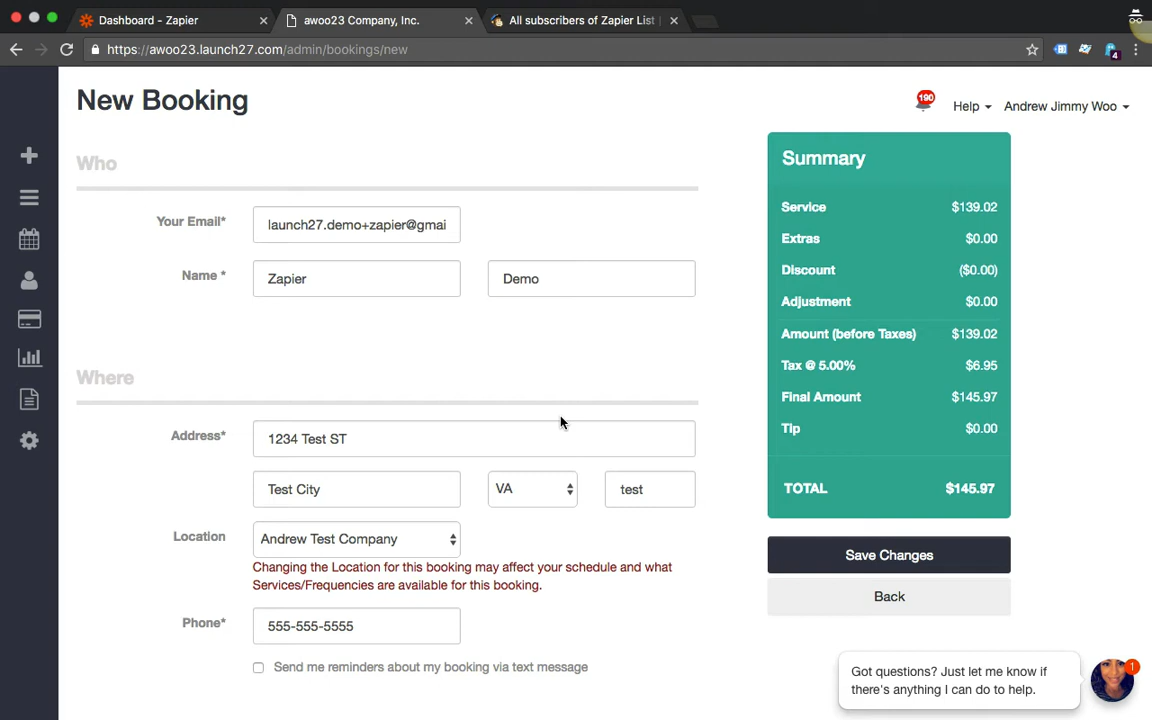 Dashboard - Zapier
awoo23 Company, Inc.
All subscribers of Zapier List
https://awoo23.launch27.com/admin/bookings/new
4
New Booking
190
Help
Andrew Jimmy Woo
Who
Your Email*
launch27.demo+zapier@gmai
Name *
Zapier
Demo
Where
Address*
1234 Test ST
Test City
VA
test
Location
Andrew Test Company
Changing the Location for this booking may affect your schedule and what
Services/Frequencies are available for this booking.
Phone*
555-555-5555
Send me reminders about my booking via text message
Summary
Service $139.02
Extras $0.00
Discount ($0.00)
Adjustment $0.00
Amount (before Taxes) $139.02
Tax @ 5.00% $6.95
Final Amount $145.97
Tip $0.00
TOTAL $145.97
Save Changes
Back
Got questions? Just let me know if
there's anything I can do to help.
1